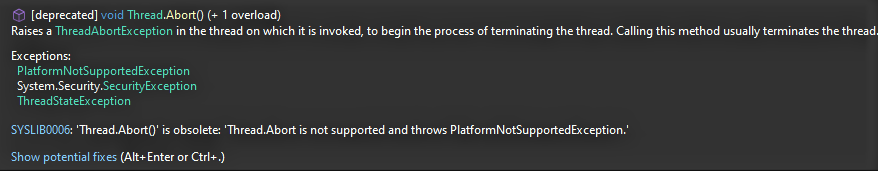 [deprecated] void Thread.Abort() (+ 1 overload)
Raises a ThreadAbortException in the thread on which it is invoked, to begin the process of terminating the thread. Calling this method usually terminates the thread.
Exceptions:
PlatformNotSupportedException
System.Security.SecurityException
ThreadStateException
SYSLIB0006: 'Thread.Abort()' is obsolete: 'Thread.Abort is not supported and throws PlatformNotSupportedException.'
Show potential fixes (Alt+Enter or Ctrl+.)